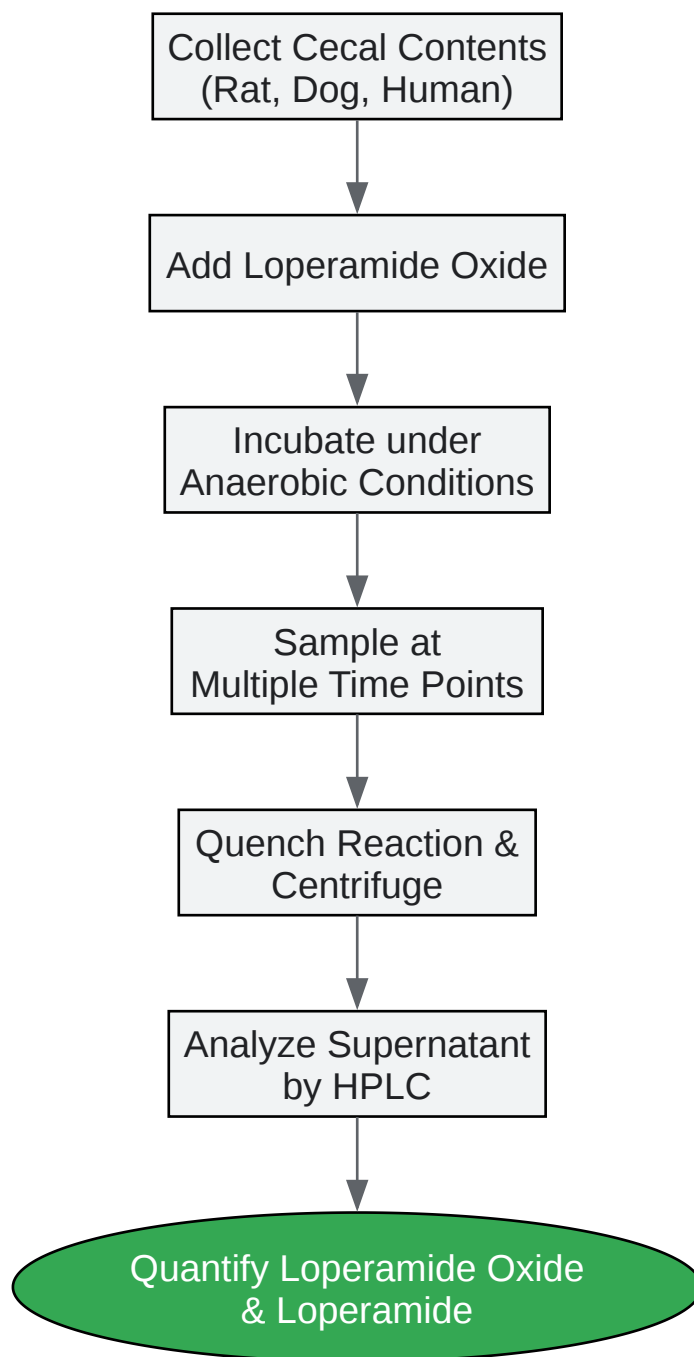 Collect Cecal Contents
(Rat, Dog, Human)
Add Loperamide Oxide
Incubate under
Anaerobic Conditions
Sample at
Multiple Time Points
Quench Reaction &
Centrifuge
Analyze Supernatant
by HPLC
Quantify Loperamide Oxide
& Loperamide